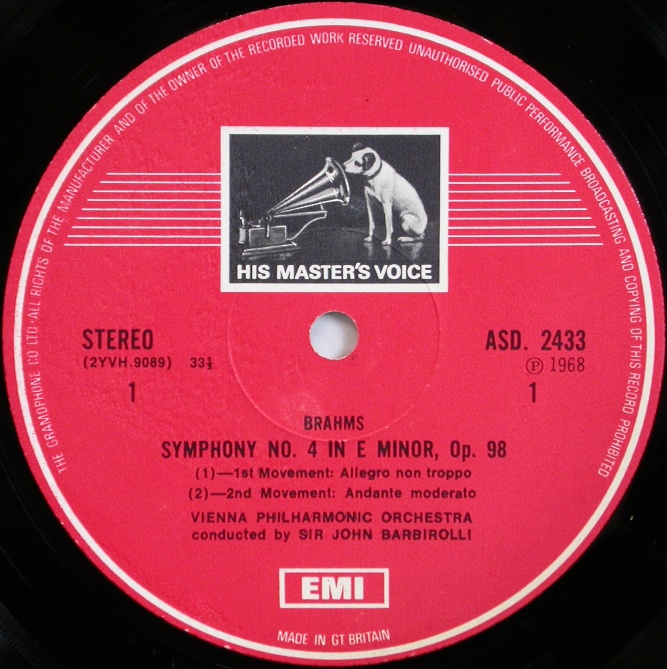 THE GRAMOPHONE CO LTD·ALL RIGHTS OF THE MANUFACTURER AND OF THE OWNER OF THE RECORDED WORK RESERVED·UNAUTHORISED PUBLIC PERFORMANCE BROADCASTING AND COPYING OF THIS RECORD PROHIBITED
HIS MASTER'S VOICE
STEREO
(2YVH.9089) 33⅓
1
ASD. 2433
Ⓟ 1968
1
BRAHMS
SYMPHONY NO. 4 IN E MINOR, Op. 98
(1)—1st Movement: Allegro non troppo
(2)—2nd Movement: Andante moderato
VIENNA PHILHARMONIC ORCHESTRA
conducted by SIR JOHN BARBIROLLI
EMI
MADE IN GT. BRITAIN